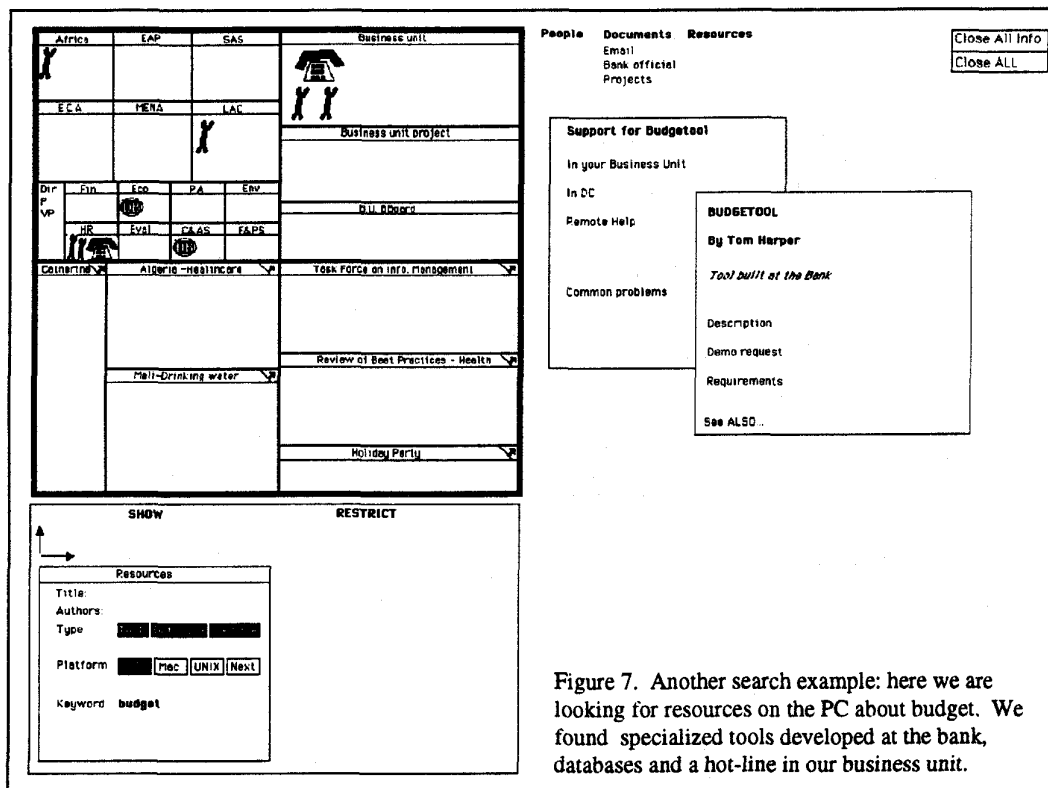 Africa EAP SAS Business unit
ECA MENA LAC
Business unit project
Dir Fin Eco PA Env
P
VP
B.U. BBoard
HR Eval C&AS F&PS
Algeria -Healthcare Task Force on Info. Management
Review of Best Practices - Health
Mali-Drinking water
Holiday Party
People Documents Resources
Email
Bank official
Projects
Close All Info
Close ALL
Support for Budgetool
In your Business Unit
In DC
Remote Help
Common problems
BUDGETOOL
By Tom Harper
Tool built at the Bank
Description
Demo request
Requirements
See ALSO...
SHOW RESTRICT
Resources
Title:
Authors:
Type
Platform Mac UNIX Next
Keyword budget
Figure 7. Another search example: here we are
looking for resources on the PC about budget. We
found specialized tools developed at the bank,
databases and a hot-line in our business unit.